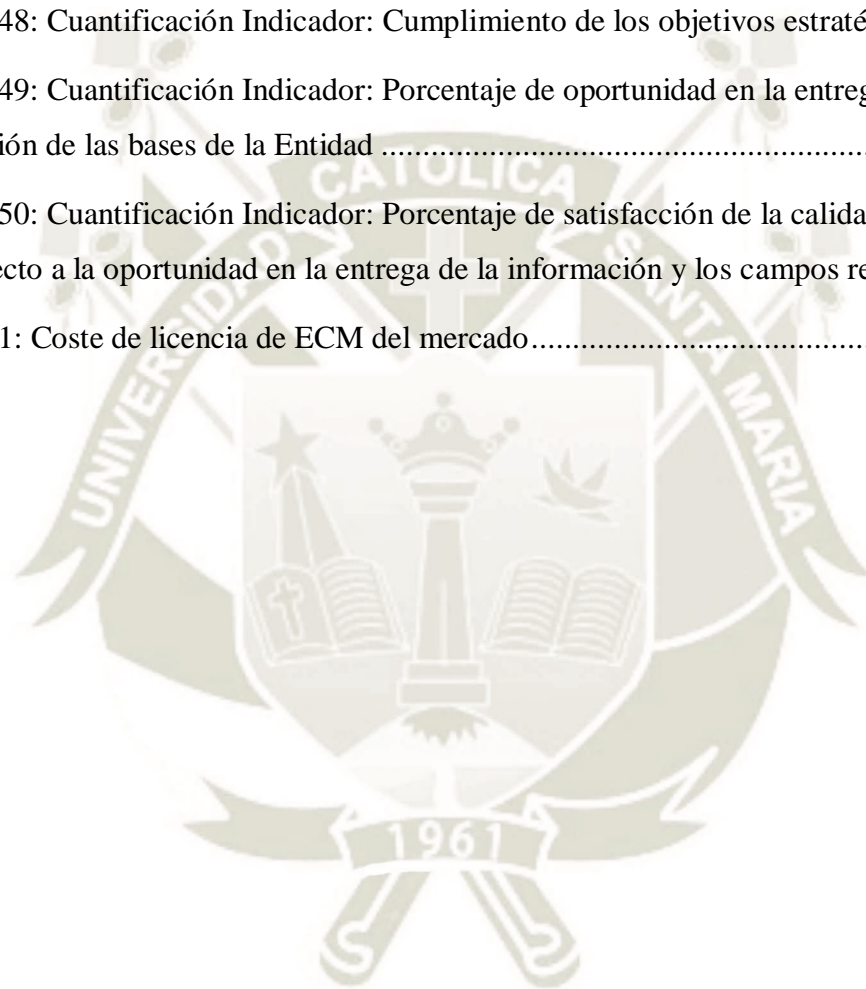 48: Cuantificación Indicador: Cumplimiento de los objetivos estraté
49: Cuantificación Indicador: Porcentaje de oportunidad en la entreg
ión de las bases de la Entidad ............................................................
50: Cuantificación Indicador: Porcentaje de satisfacción de la calida
ecto a la oportunidad en la entrega de la información y los campos re
1: Coste de licencia de ECM del mercado.........................................
UNIVERSIDAD CATOLICA SANTA MARIA
1961
S
S